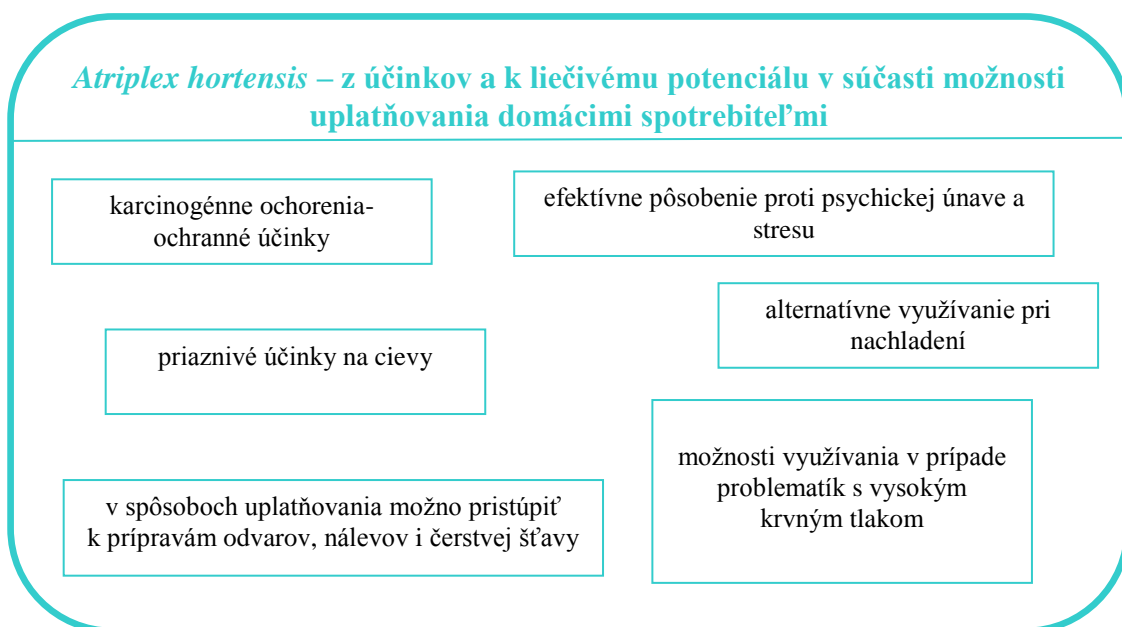 Atriplex hortensis – z účinkov a k liečivému potenciálu v súčasti možnosti
uplatňovania domácimi spotrebiteľmi
karcinogénne ochorenia-
ochranné účinky
efektívne pôsobenie proti psychickej únave a
stresu
alternatívne využívanie pri
nachladení
priaznivé účinky na cievy
možnosti využívania v prípade
problematík s vysokým
krvným tlakom
v spôsoboch uplatňovania možno pristúpiť
k prípravám odvarov, nálevov i čerstvej šťavy